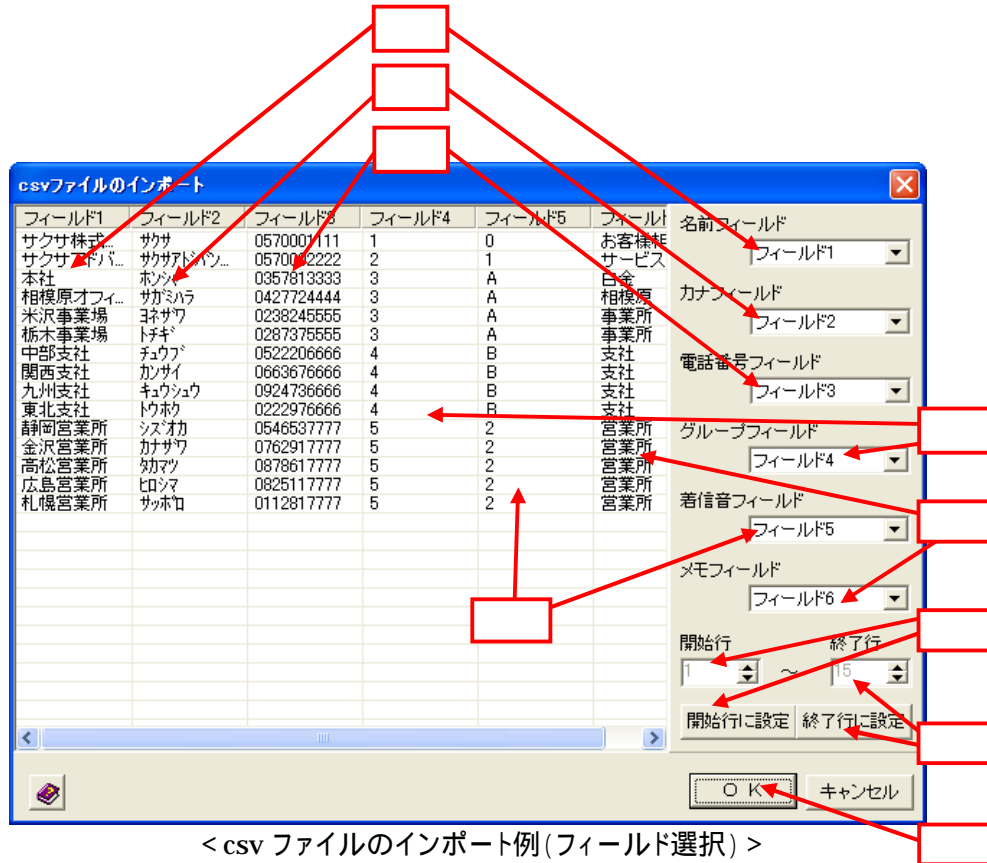 csvファイルのインポート
フィールド1 フィールド2 フィールド3 フィールド4 フィールド5 フィールド
サクサ株式... サクサ 0570001111 1 0 お客様相
サクサアドバ... サクサアドバン... 0570002222 2 1 サービス
本社 ホンシャ 0357813333 3 A 白金
相模原オフィ... サガミハラ 0427724444 3 A 相模原
米沢事業場 ヨネザワ 0238245555 3 A 事業所
栃木事業場 トチギ 0287375555 3 A 事業所
中部支社 チュウブ 0522206666 4 B 支社
関西支社 カンサイ 0663676666 4 B 支社
九州支社 キュウシュウ 0924736666 4 B 支社
東北支社 トウホク 0222976666 4 B 支社
静岡営業所 シズオカ 0546537777 5 2 営業所
金沢営業所 カナザワ 0762917777 5 2 営業所
高松営業所 タカマツ 0878617777 5 2 営業所
広島営業所 ヒロシマ 0825117777 5 2 営業所
札幌営業所 サッポロ 0112817777 5 2 営業所
名前フィールド
フィールド1
カナフィールド
フィールド2
電話番号フィールド
フィールド3
グループフィールド
フィールド4
着信音フィールド
フィールド5
メモフィールド
フィールド6
開始行 終了行
1 ～ 15
開始行に設定 終了行に設定
ＯＫ キャンセル
＜csv ファイルのインポート例(フィールド選択)＞